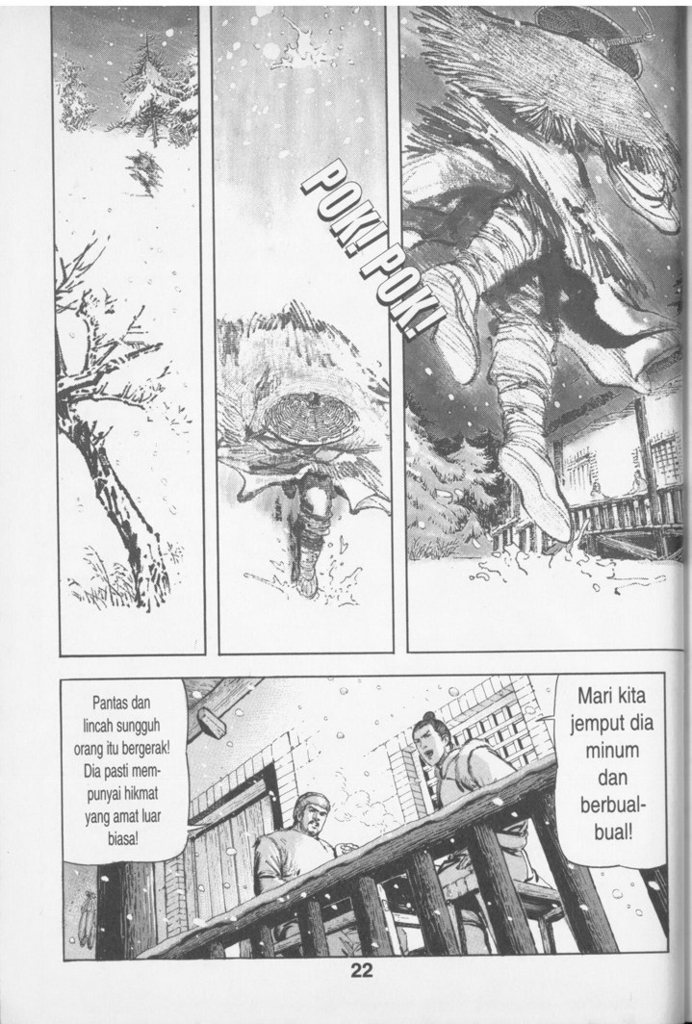 POK! POK!
Mari kita
jemput dia
minum
dan
berbual-
bual!
Pantas dan
lincah sungguh
orang itu bergerak!
Dia pasti mem-
punyai hikmat
yang amat luar
biasa!
22